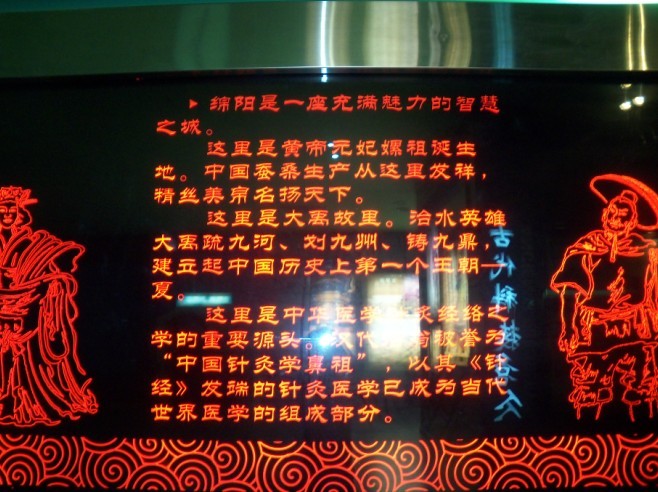 ▶ 绵阳是一座充满魅力的智慧
之城。
这里是黄帝元妃嫘祖诞生
地。中国蚕桑生产从这里发祥，
精丝美帛名扬天下。
这里是大禹故里。治水英雄
大禹疏九河、划九州、铸九鼎，
建立起中国历史上第一个王朝—
夏。
这里是中华医学 灸经络之
学的重要源头。汉代 被誉为
“中国针灸学鼻祖”，以其《针
经》发端的针灸医学已成为当代
世界医学的组成部分。
古代科技名人